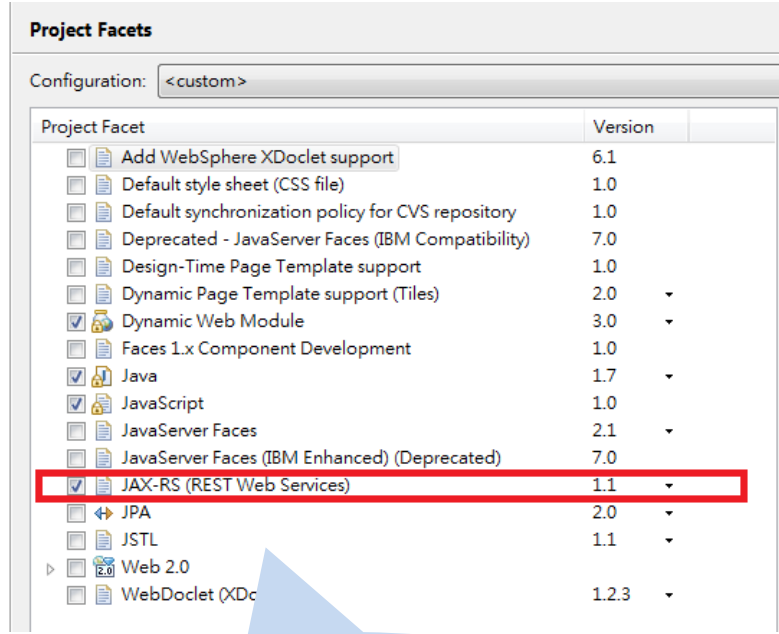 Project Facets
Configuration: <custom>
Project Facet Version
Add WebSphere XDoclet support 6.1
Default style sheet (CSS file) 1.0
Default synchronization policy for CVS repository 1.0
Deprecated - JavaServer Faces (IBM Compatibility) 7.0
Design-Time Page Template support 1.0
Dynamic Page Template support (Tiles) 2.0
Dynamic Web Module 3.0
Faces 1.x Component Development 1.0
Java 1.7
JavaScript 1.0
JavaServer Faces 2.1
JavaServer Faces (IBM Enhanced) (Deprecated) 7.0
JAX-RS (REST Web Services) 1.1
JPA 2.0
JSTL 1.1
2.0 Web 2.0
WebDoclet 1.2.3